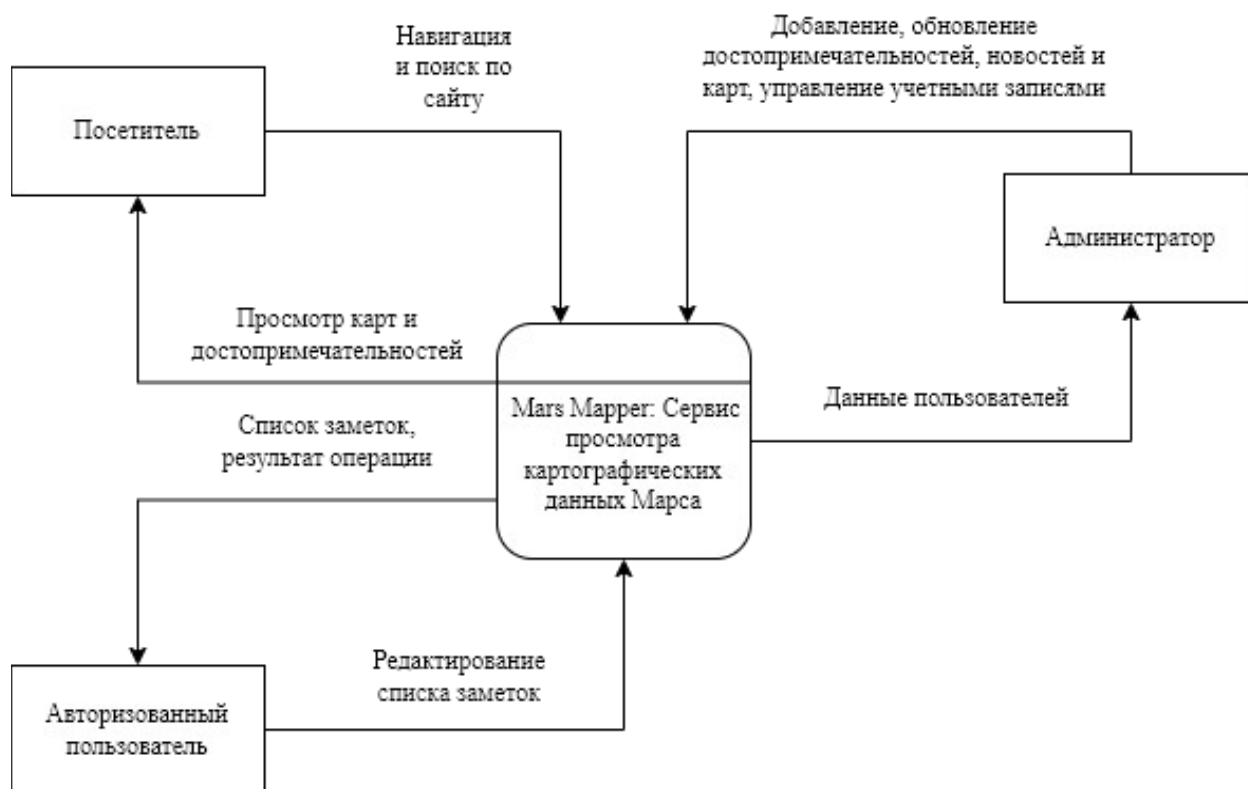 Навигация
и поиск по
сайту
Добавление, обновление
достопримечательностей, новостей и
карт, управление учетными записями
Посетитель
Администратор
Просмотр карт и
достопримечательностей
Mars Mapper: Сервис
просмотра
картографических
данных Марса
Данные пользователей
Список заметок,
результат операции
Редактирование
списка заметок
Авторизованный
пользователь